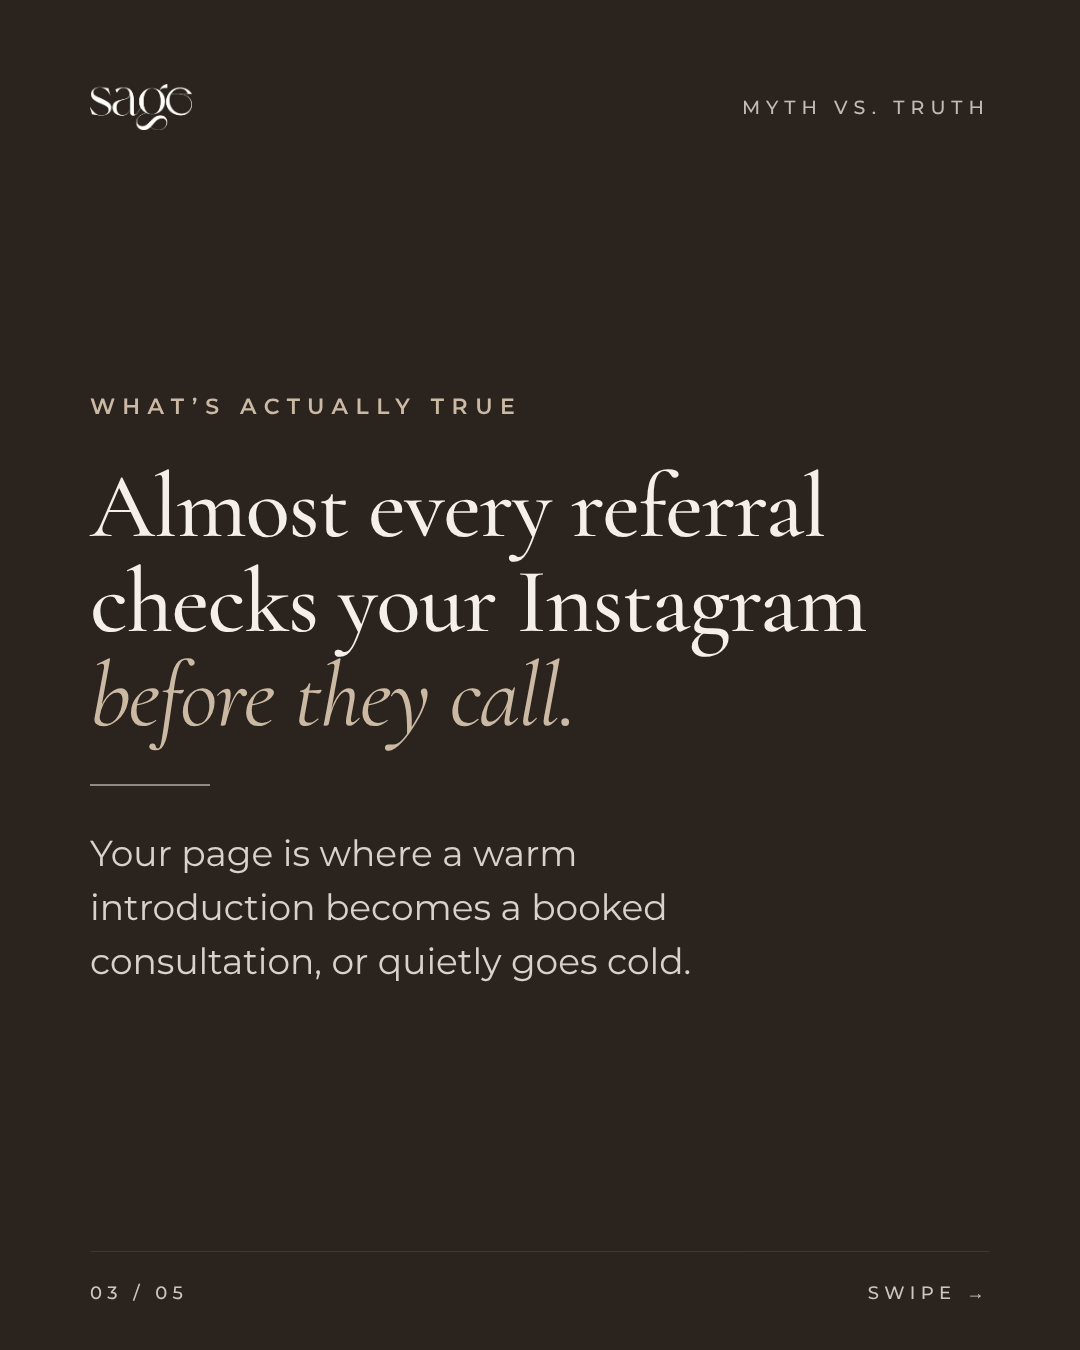 sage
MYTH VS. TRUTH
WHAT’S ACTUALLY TRUE
Almost every referral
checks your Instagram
before they call.
Your page is where a warm
introduction becomes a booked
consultation, or quietly goes cold.
03 / 05
SWIPE →